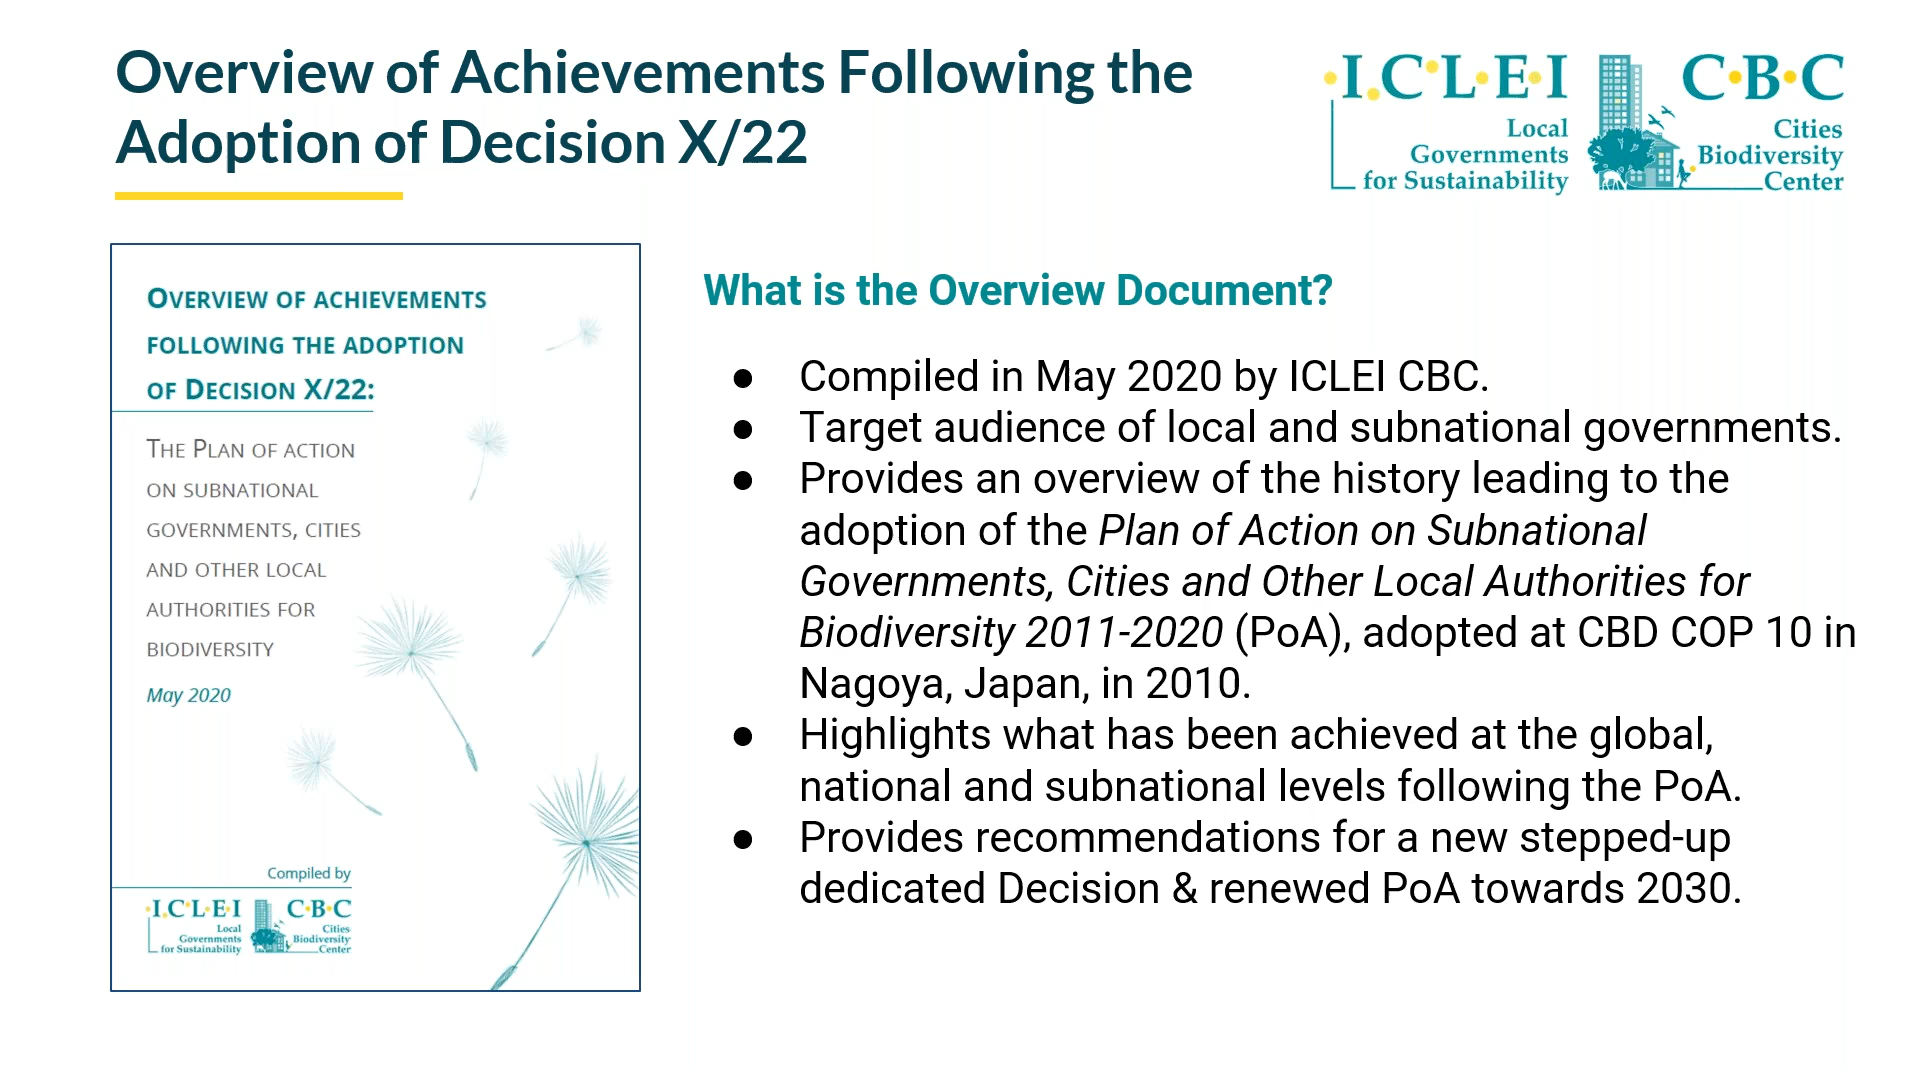 Overview of Achievements Following the
Adoption of Decision X/22
I.C.L.E.I
Local
Governments
for Sustainability
C.B.C
Cities
Biodiversity
Center
OVERVIEW OF ACHIEVEMENTS
FOLLOWING THE ADOPTION
OF DECISION X/22:
THE PLAN OF ACTION
ON SUBNATIONAL
GOVERNMENTS, CITIES
AND OTHER LOCAL
AUTHORITIES FOR
BIODIVERSITY
May 2020
Compiled by
I.C.L.E.I
Local
Governments
for Sustainability
C.B.C
Cities
Biodiversity
Center
What is the Overview Document?
● Compiled in May 2020 by ICLEI CBC.
● Target audience of local and subnational governments.
● Provides an overview of the history leading to the
adoption of the Plan of Action on Subnational
Governments, Cities and Other Local Authorities for
Biodiversity 2011-2020 (PoA), adopted at CBD COP 10 in
Nagoya, Japan, in 2010.
● Highlights what has been achieved at the global,
national and subnational levels following the PoA.
● Provides recommendations for a new stepped-up
dedicated Decision & renewed PoA towards 2030.